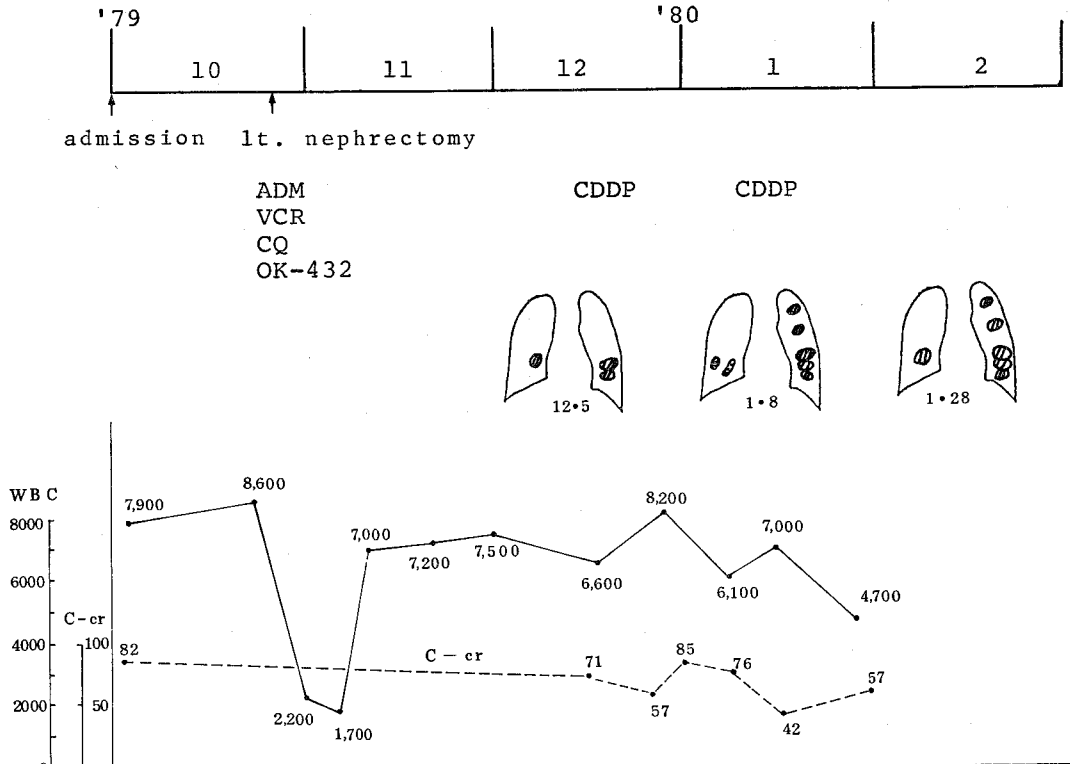 '79 '80
10 11 12 1 2
admission lt. nephrectomy
ADM CDDP CDDP
VCR
CQ
OK-432
12•5 1•8 1•28
WBC
8000
6000
4000
2000
0
C-cr
100
50
7,900 8,600 2,200 1,700 7,000 7,200 7,500 6,600 8,200 6,100 7,000 4,700
C-cr
82 71 57 85 76 42 57